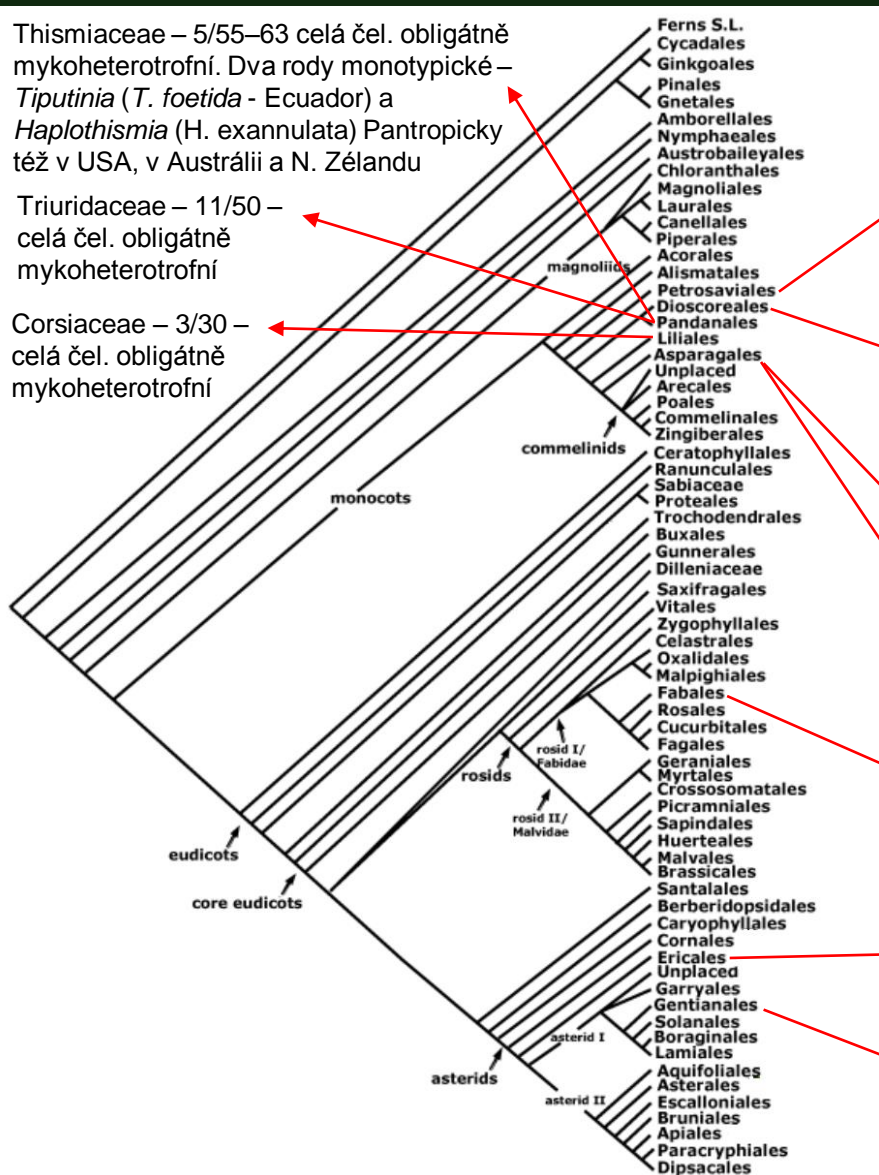 Thismiaceae – 5/55–63 celá čel. obligátně
mykoheterotrofní. Dva rody monotypické –
Tiputinia (T. foetida - Ecuador) a
Haplothismia (H. exannulata) Pantropicky
též v USA, v Austrálii a N. Zélandu
Triuridaceae – 11/50 –
celá čel. obligátně
mykoheterotrofní
Corsiaceae – 3/30 –
celá čel. obligátně
mykoheterotrofní
Ferns S.L.
Cycadales
Ginkgoales
Pinales
Gnetales
Amborellales
Nymphaeales
Austrobaileyales
Chloranthales
Magnoliales
Laurales
Canellales
Piperales
magnoliids
Acorales
Alismatales
Petrosaviales
Dioscoreales
Pandanales
Liliales
Asparagales
Unplaced
Arecales
Poales
Commelinales
Zingiberales
commelinids
monocots
Ceratophyllales
Ranunculales
Sabiaceae
Proteales
Trochodendrales
Buxales
Gunnerales
Dilleniaceae
Saxifragales
Vitales
Zygophyllales
Celastrales
Oxalidales
Malpighiales
Fabales
Rosales
Cucurbitales
Fagales
rosid I/
Fabidae
rosids
Geraniales
Myrtales
Crossosomatales
Picramniales
Sapindales
Huerteales
Malvales
Brassicales
rosid II/
Malvidae
eudicots
core eudicots
Santalales
Berberidopsidales
Caryophyllales
Cornales
Ericales
Unplaced
Garryales
Gentianales
Solanales
Boraginales
Lamiales
asterid I
asterids
asterid II
Aquifoliales
Asterales
Escalloniales
Bruniales
Apiales
Paracryphiales
Dipsacales